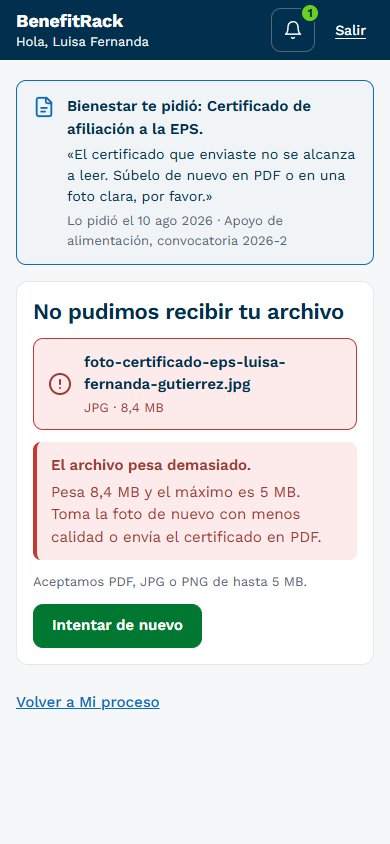 BenefitRack
Hola, Luisa Fernanda
1
Salir
Bienestar te pidió: Certificado de
afiliación a la EPS.
«El certificado que enviaste no se alcanza
a leer. Súbelo de nuevo en PDF o en una
foto clara, por favor.»
Lo pidió el 10 ago 2026 · Apoyo de
alimentación, convocatoria 2026-2
No pudimos recibir tu archivo
foto-certificado-eps-luisa-
fernanda-gutierrez.jpg
JPG · 8,4 MB
El archivo pesa demasiado.
Pesa 8,4 MB y el máximo es 5 MB.
Toma la foto de nuevo con menos
calidad o envía el certificado en PDF.
Aceptamos PDF, JPG o PNG de hasta 5 MB.
Intentar de nuevo
Volver a Mi proceso